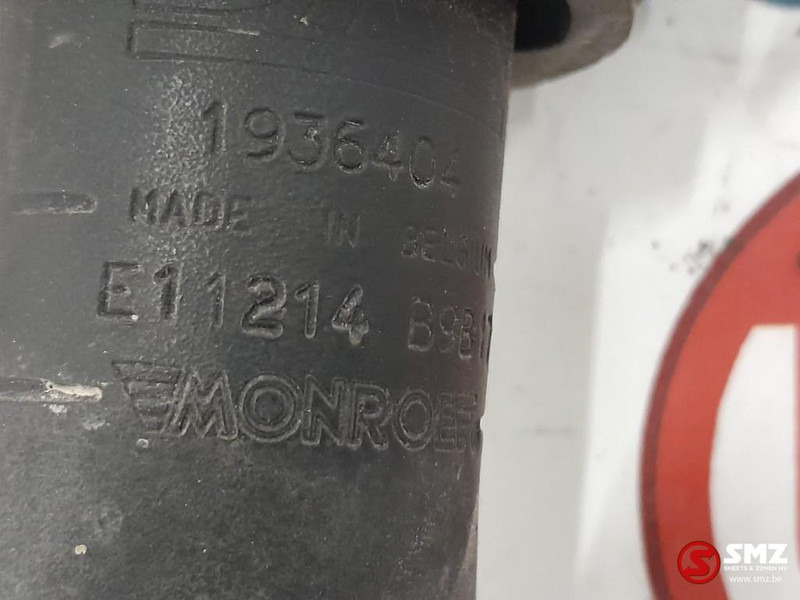 1936404
MADE IN BELGIUM
E11214
MONROE
SMZ
SMEETS & ZONEN NV
www.smz.be